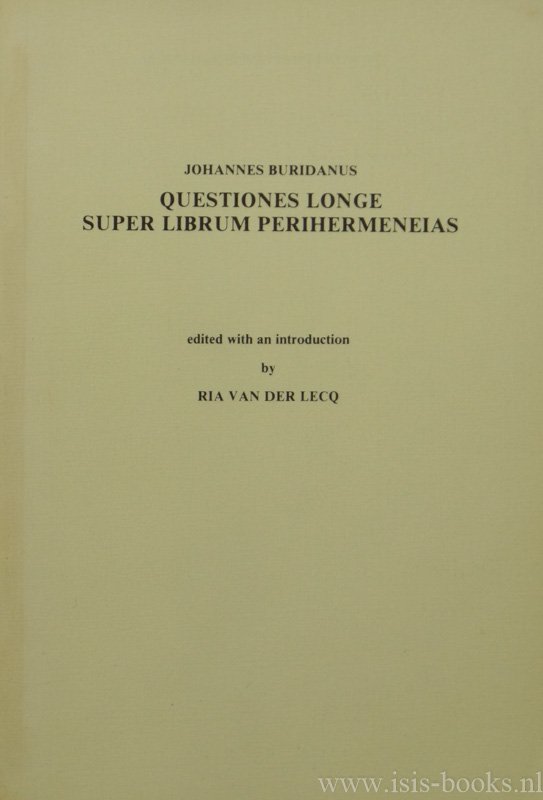 JOHANNES BURIDANUS
QUESTIONES LONGE
SUPER LIBRUM PERIHERMENEIAS
edited with an introduction
by
RIA VAN DER LECQ
www.isis-books.nl